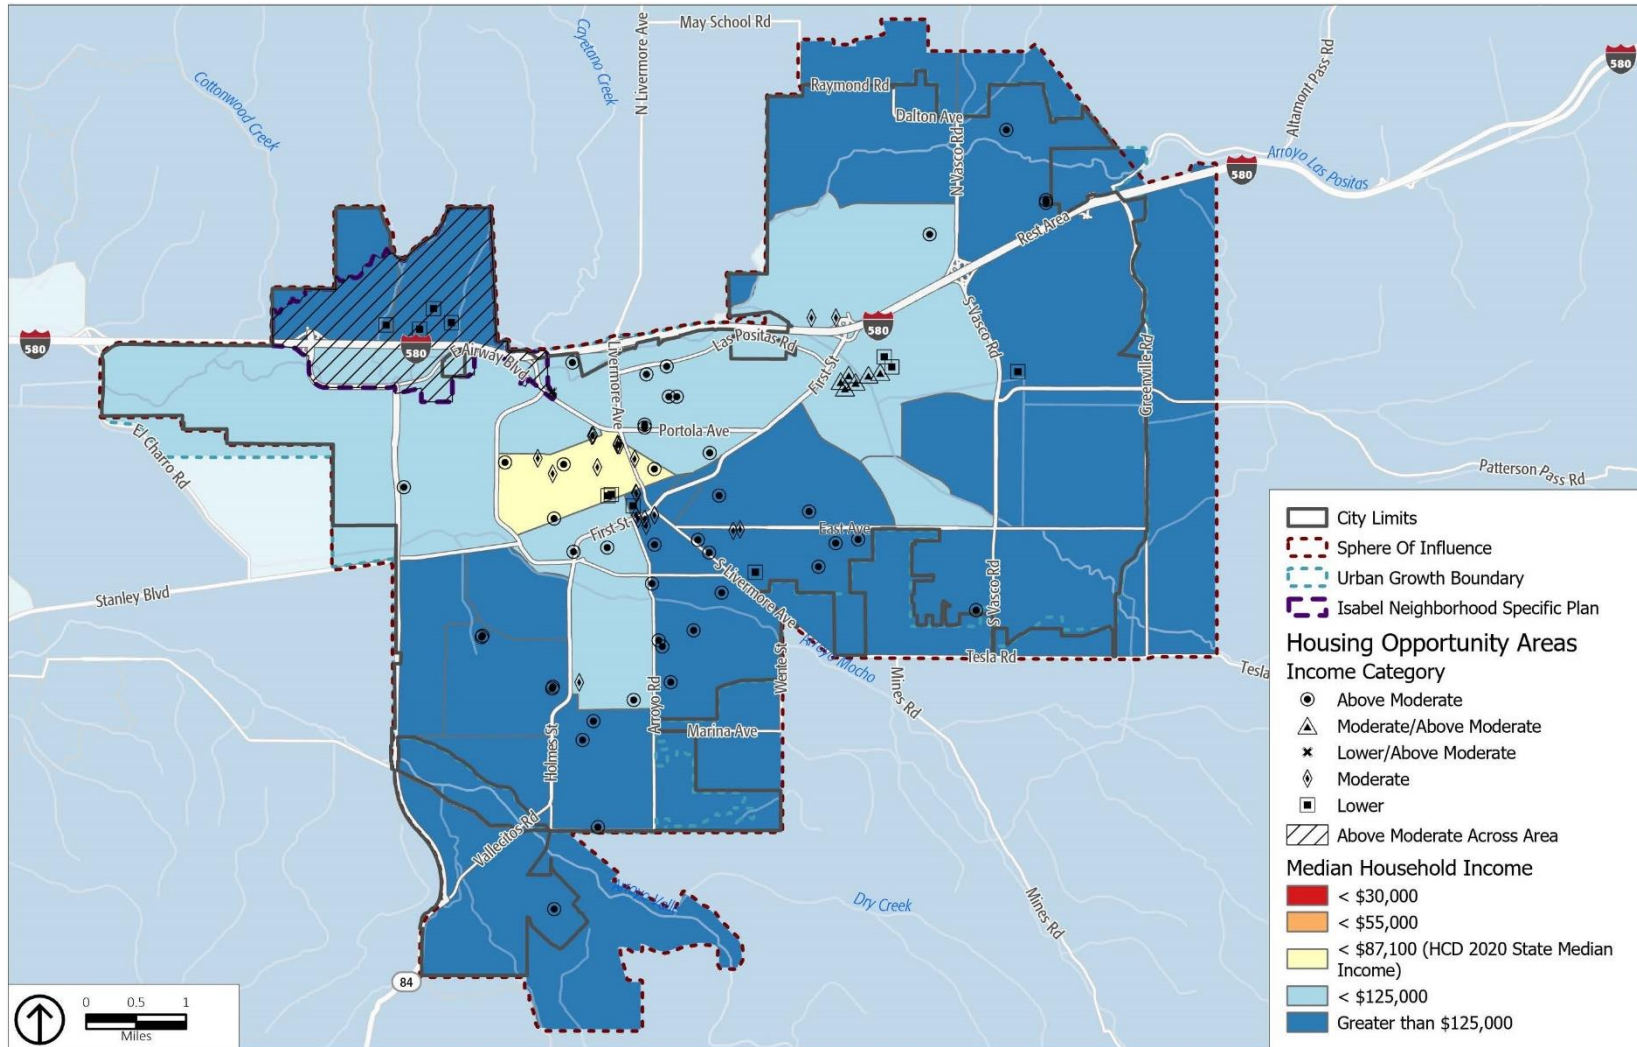 May School Rd
N Livermore Ave
Cayetano Creek
Cottonwood Creek
Raymond Rd
Dalton Ave
N Vasco Rd
Altamont Pass Rd
580
580
Arroyo Las Positas
Rest Area
580
580
580
E Airway Blvd
Livermore Ave
Las Positas Rd
First St
S Vasco Rd
Greenville Rd
Portola Ave
El Charro Rd
Patterson Pass Rd
First St
East Ave
Stanley Blvd
S Livermore Ave
S Vasco Rd
Tesla Rd
Tesla
Arroyo Mocho
Wente St
Mines Rd
Arroyo Rd
Marina Ave
Holmes St
Vallecitos Rd
Dry Creek
Mines Rd
84
0 0.5 1
Miles
City Limits
Sphere Of Influence
Urban Growth Boundary
Isabel Neighborhood Specific Plan
Housing Opportunity Areas
Income Category
Above Moderate
Moderate/Above Moderate
Lower/Above Moderate
Moderate
Lower
Above Moderate Across Area
Median Household Income
< $30,000
< $55,000
< $87,100 (HCD 2020 State Median
Income)
< $125,000
Greater than $125,000